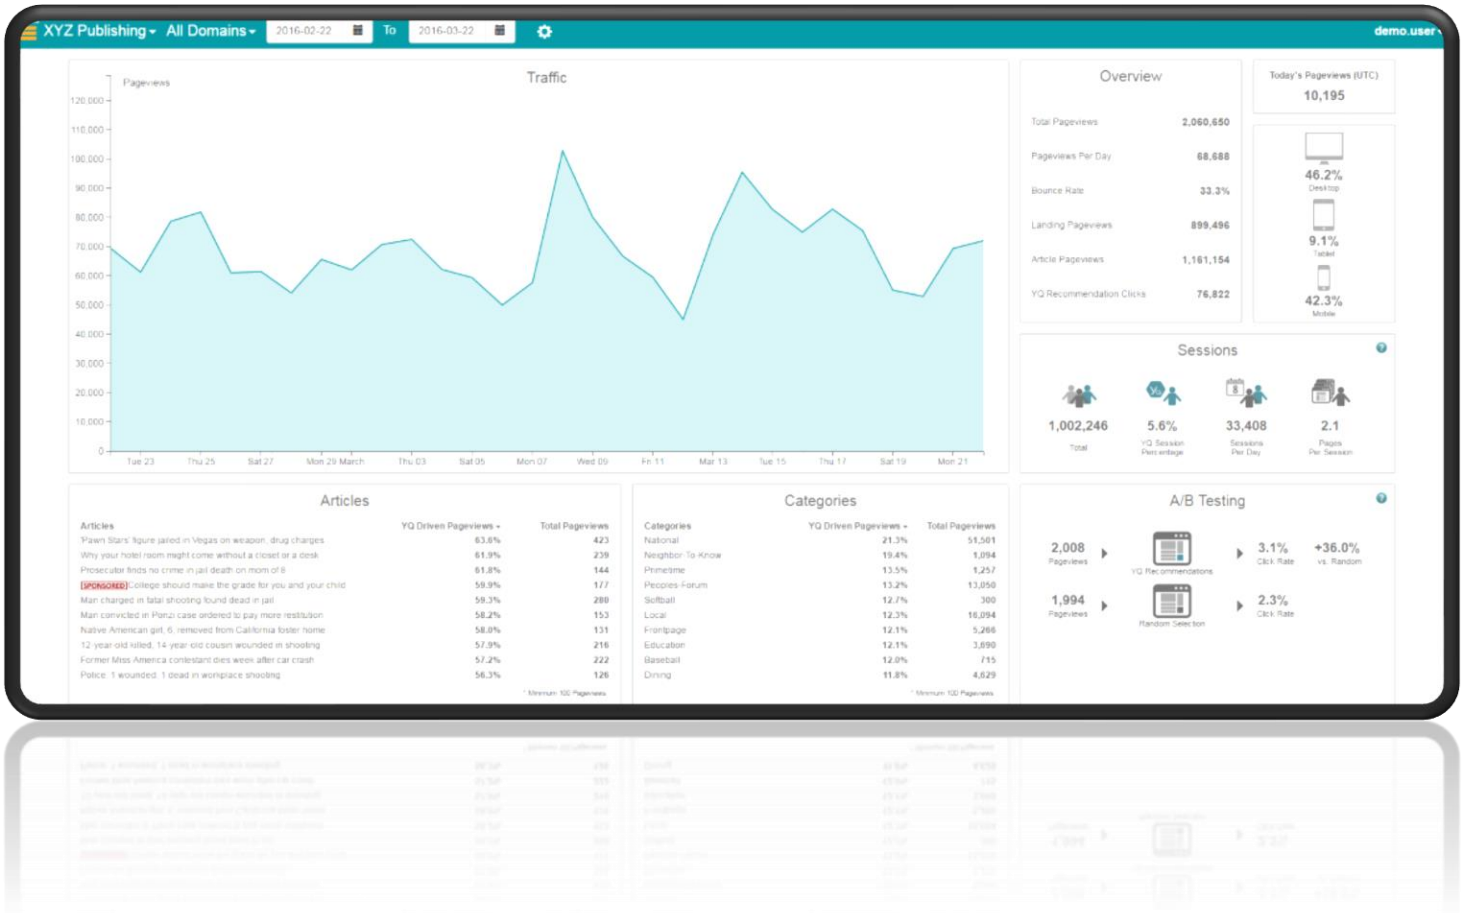 XYZ Publishing All Domains 2016-02-22 To 2016-03-22 demo.user
Traffic
Pageviews
120,000
110,000
100,000
90,000
80,000
70,000
60,000
50,000
40,000
30,000
20,000
10,000
0
Tue 23 Thu 25 Sat 27 Mon 29 March Thu 03 Sat 05 Mon 07 Wed 09 Fri 11 Mar 13 Tue 15 Thu 17 Sat 19 Mon 21
Overview
Total Pageviews 2,060,650
Pageviews Per Day 68,688
Bounce Rate 33.3%
Landing Pageviews 899,496
Article Pageviews 1,161,154
YQ Recommendation Clicks 76,822
Today's Pageviews (UTC)
10,195
46.2%
Desktop
9.1%
Tablet
42.3%
Mobile
Sessions
1,002,246 5.6% 33,408 2.1
Total YQ Session Sessions Pages
Percentage Per Day Per Session
Articles
Articles YQ Driven Pageviews Total Pageviews
'Pawn Stars' figure jailed in Vegas on weapon, drug charges 63.6% 423
Why your hotel room might come without a closet or a desk 61.9% 239
Prosecutor finds no crime in jail death on mom of 6 61.8% 144
SPONSORED College should make the grade for you and your child 59.9% 177
Man charged in fatal shooting found dead in jail 59.3% 280
Man convicted in Ponzi case ordered to pay more restitution 58.2% 153
Native American girl, 6, removed from California foster home 58.0% 131
12-year-old killed, 14-year-old cousin wounded in shooting 57.9% 216
Former Miss America contestant dies week after car crash 57.2% 222
Police: 1 wounded, 1 dead in workplace shooting 56.3% 126
* Minimum 100 Pageviews
Categories
Categories YQ Driven Pageviews Total Pageviews
National 21.3% 51,501
Neighbor-To-Know 19.4% 1,094
Primetime 13.5% 1,257
Peoples-Forum 13.2% 13,050
Softball 12.7% 300
Local 12.3% 16,094
Frontpage 12.1% 5,266
Education 12.1% 3,690
Baseball 12.0% 715
Dining 11.8% 4,629
* Minimum 100 Pageviews
A/B Testing
2,008 3.1% +36.0%
Pageviews Click Rate vs. Random
YQ Recommendations
1,994 2.3%
Pageviews Click Rate
Random Selection